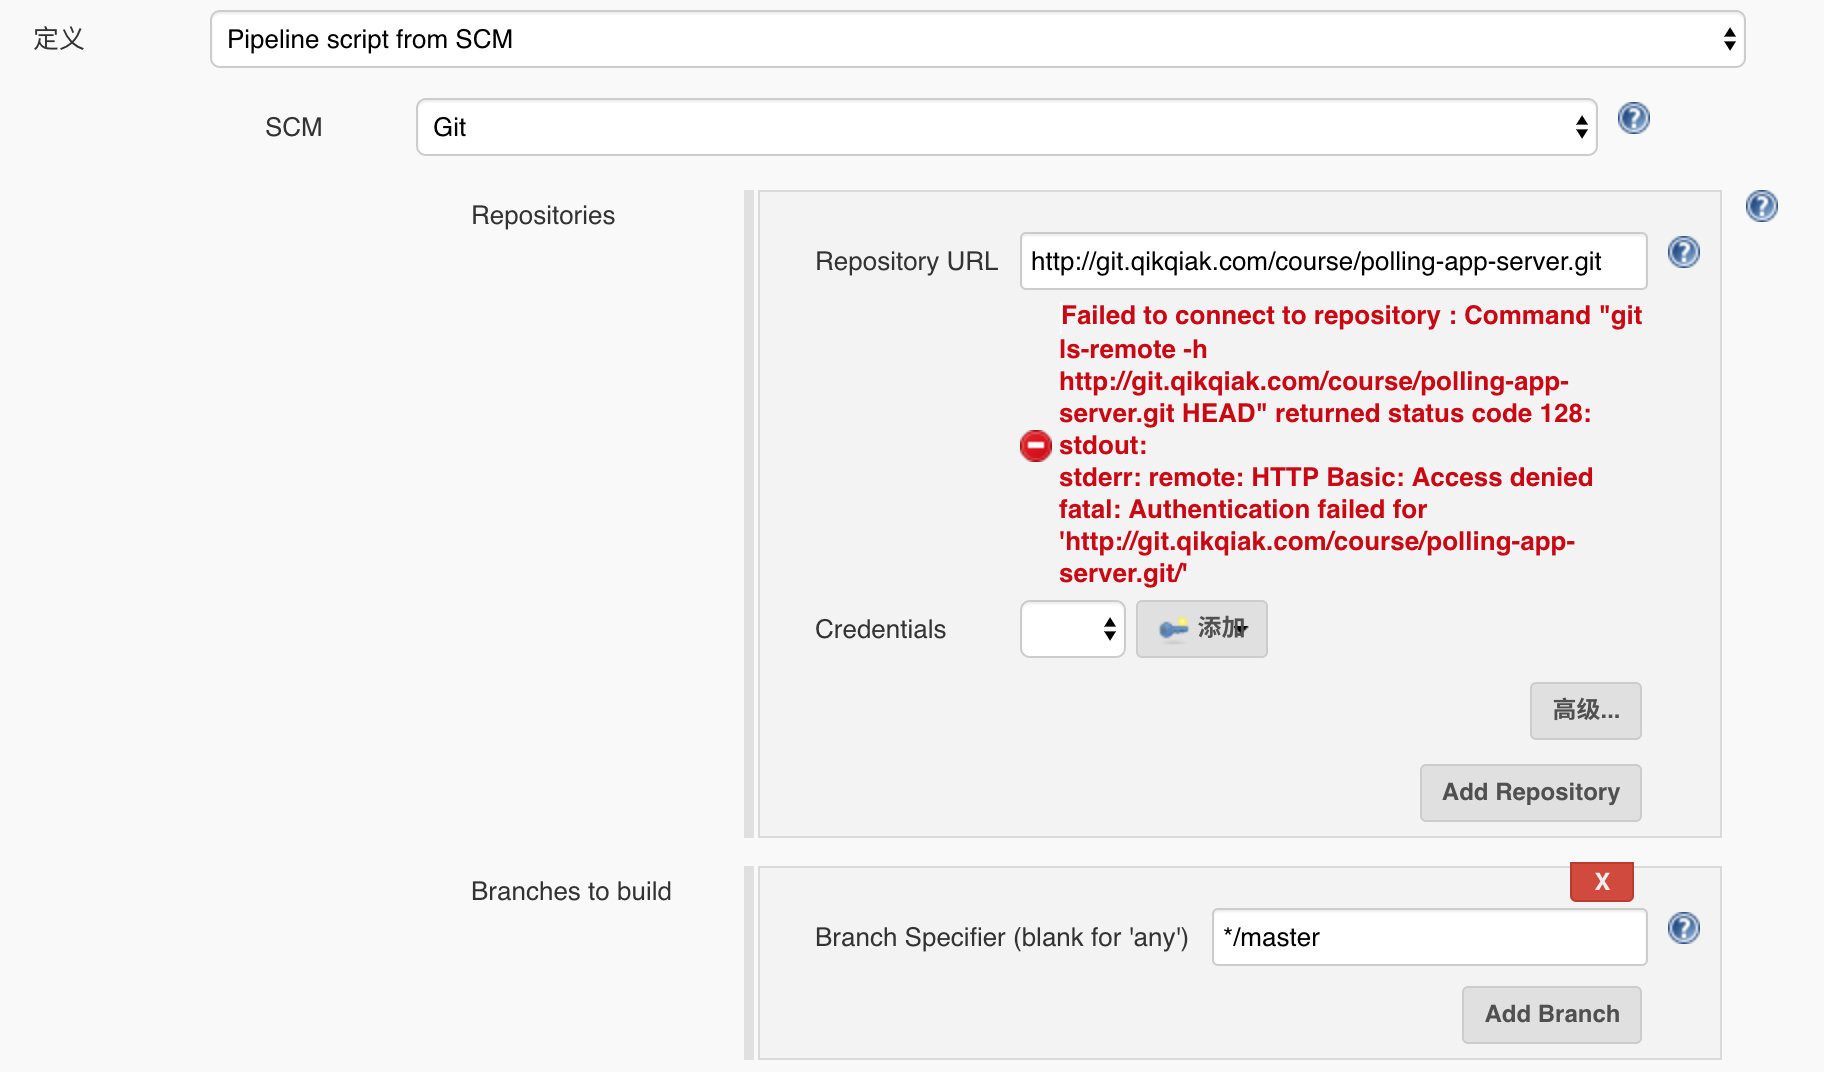 定义
Pipeline script from SCM
SCM
Git
Repositories
Repository URL
http://git.qikqiak.com/course/polling-app-server.git
Failed to connect to repository : Command "git
ls-remote -h
http://git.qikqiak.com/course/polling-app-
server.git HEAD" returned status code 128:
stdout:
stderr: remote: HTTP Basic: Access denied
fatal: Authentication failed for
'http://git.qikqiak.com/course/polling-app-
server.git/'
Credentials
添加
高级...
Add Repository
Branches to build
X
Branch Specifier (blank for 'any')
*/master
Add Branch